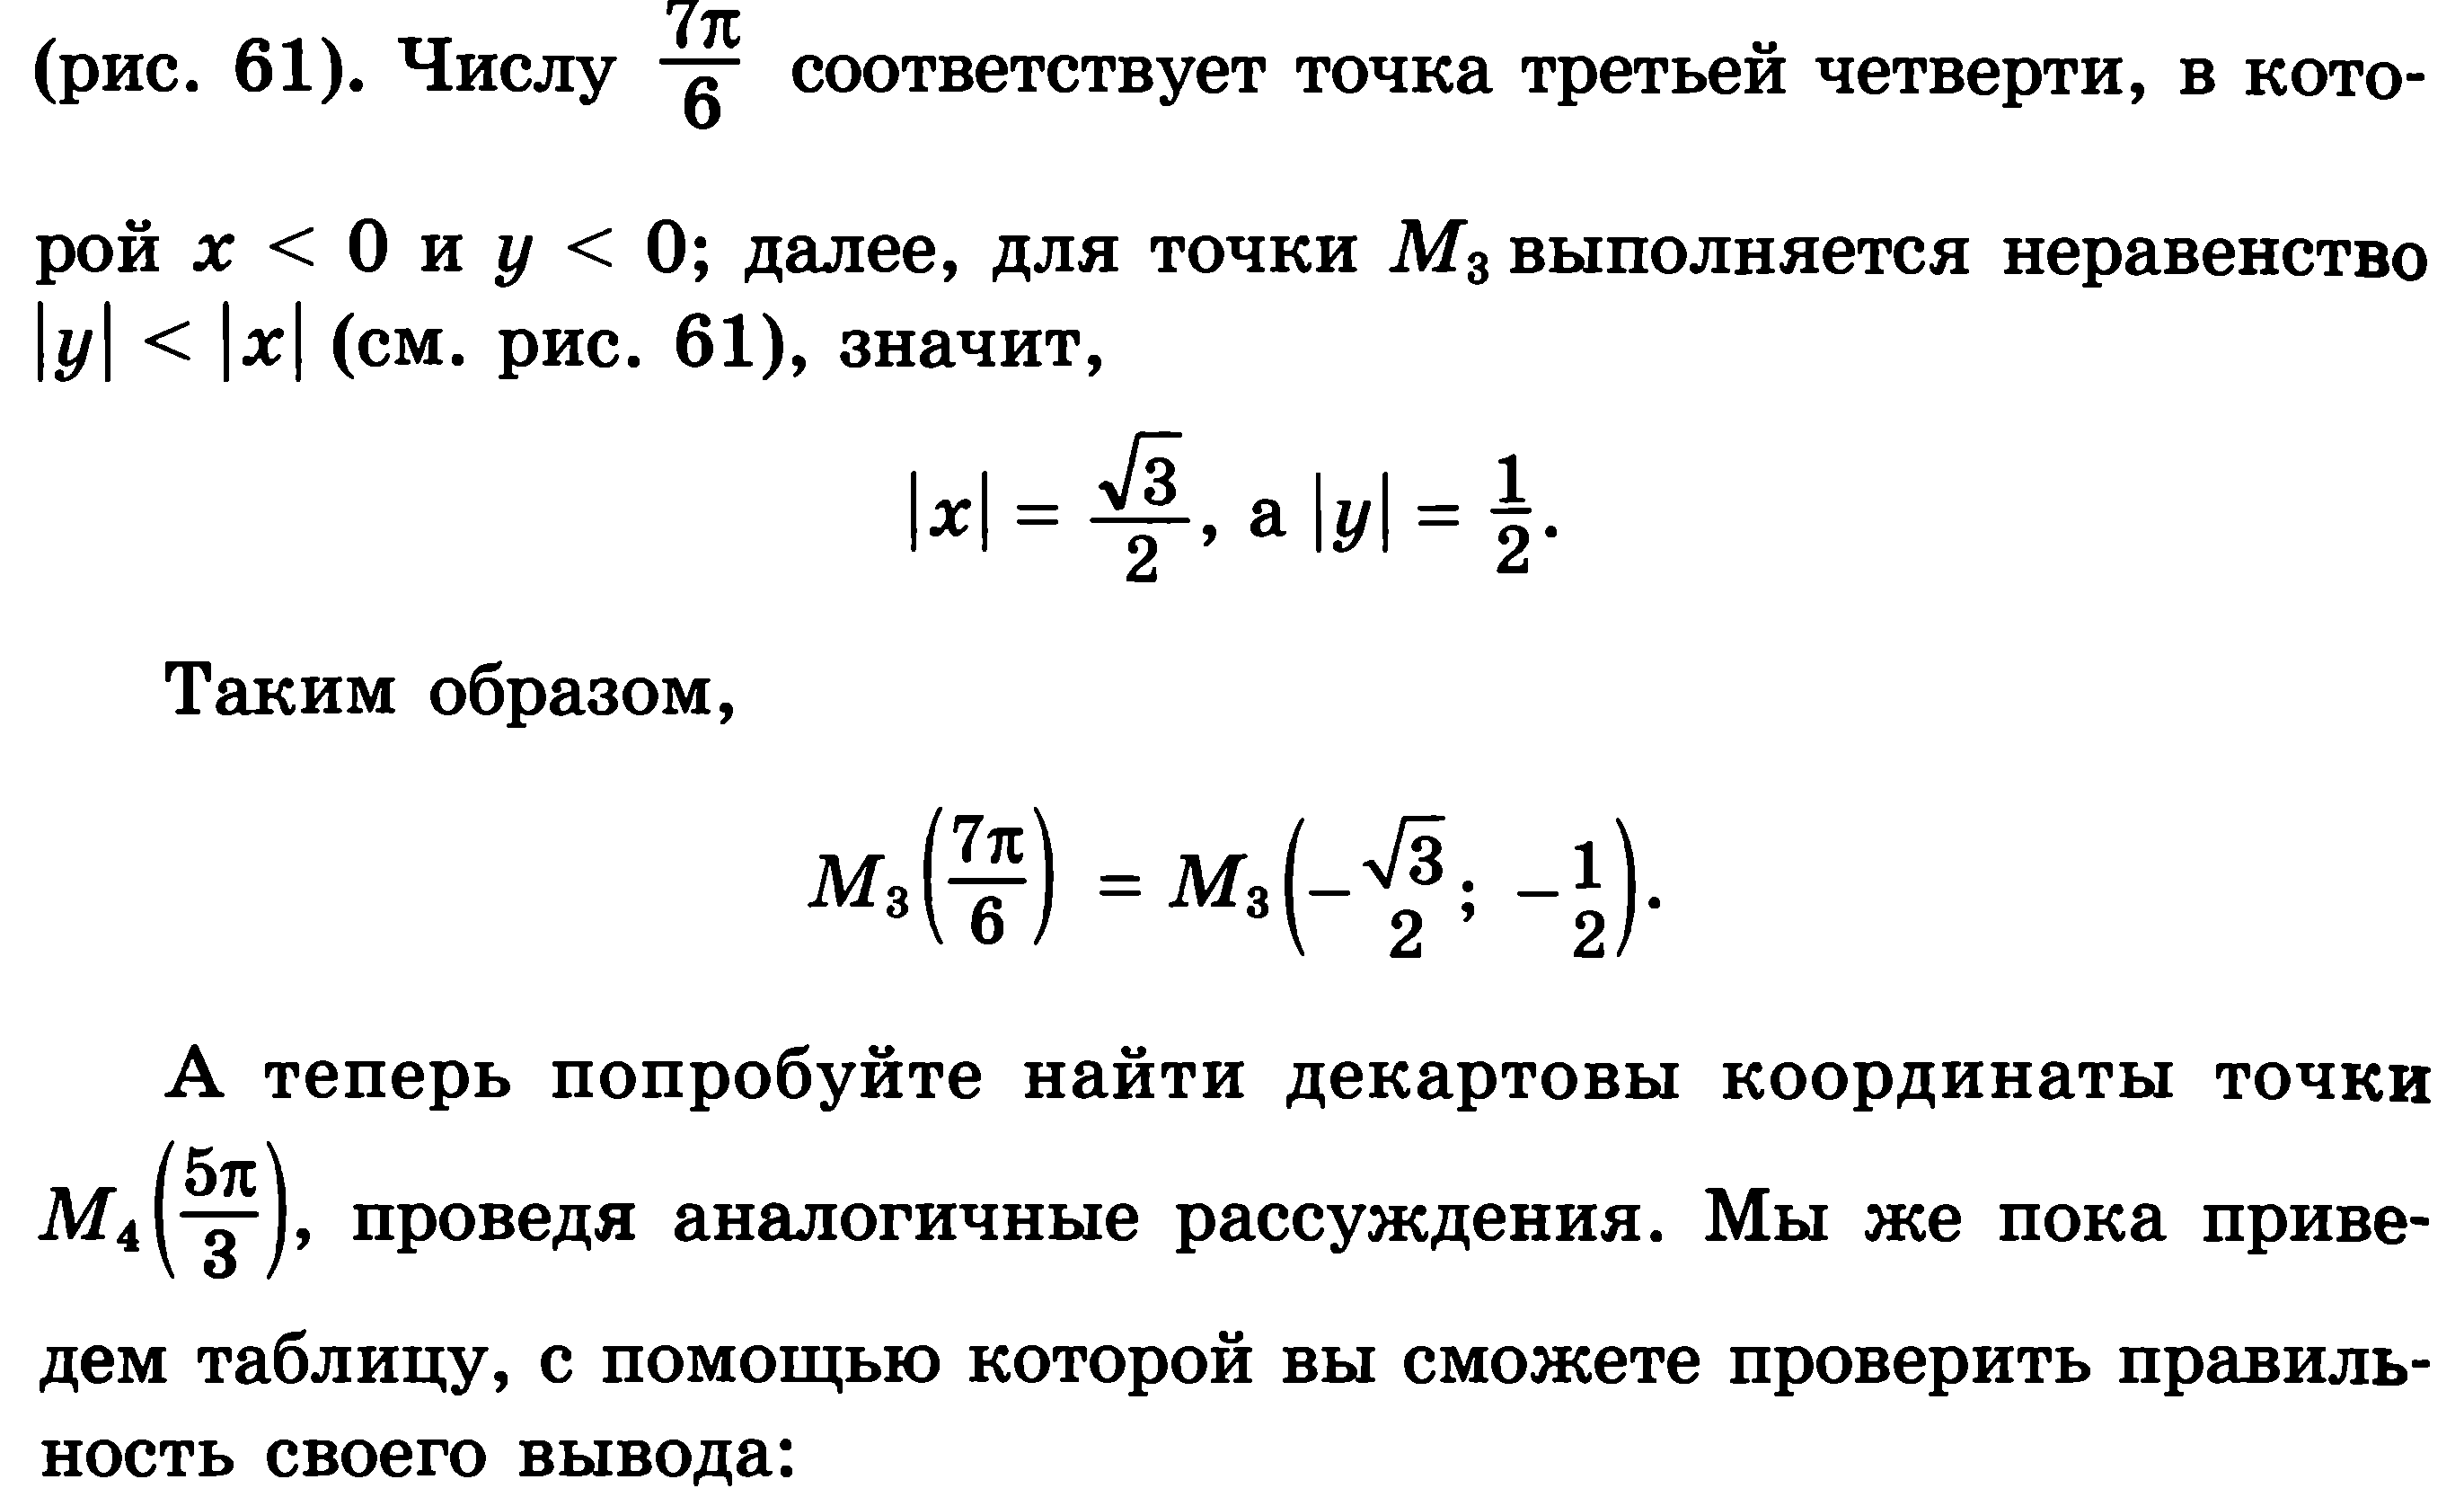 (рис. 61). Числу 7π/6 соответствует точка третьей четверти, в кото-
рой x < 0 и y < 0; далее, для точки M₃ выполняется неравенство
|y| < |x| (см. рис. 61), значит,
|x| = √3/2, а |y| = 1/2.
Таким образом,
M₃(7π/6) = M₃(−√3/2; −1/2).
А теперь попробуйте найти декартовы координаты точки
M₄(5π/3), проведя аналогичные рассуждения. Мы же пока приве-
дем таблицу, с помощью которой вы сможете проверить правиль-
ность своего вывода: